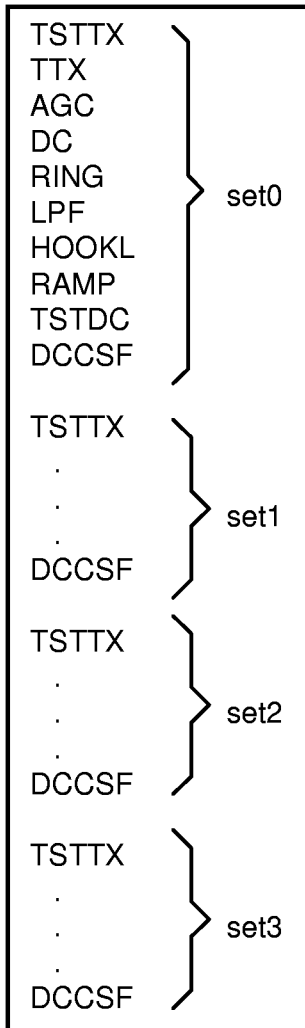 TSTTX
TTX
AGC
DC
RING
LPF
HOOKL
RAMP
TSTDC
DCCSF
set0
TSTTX
.
.
.
DCCSF
set1
TSTTX
.
.
.
DCCSF
set2
TSTTX
.
.
.
DCCSF
set3